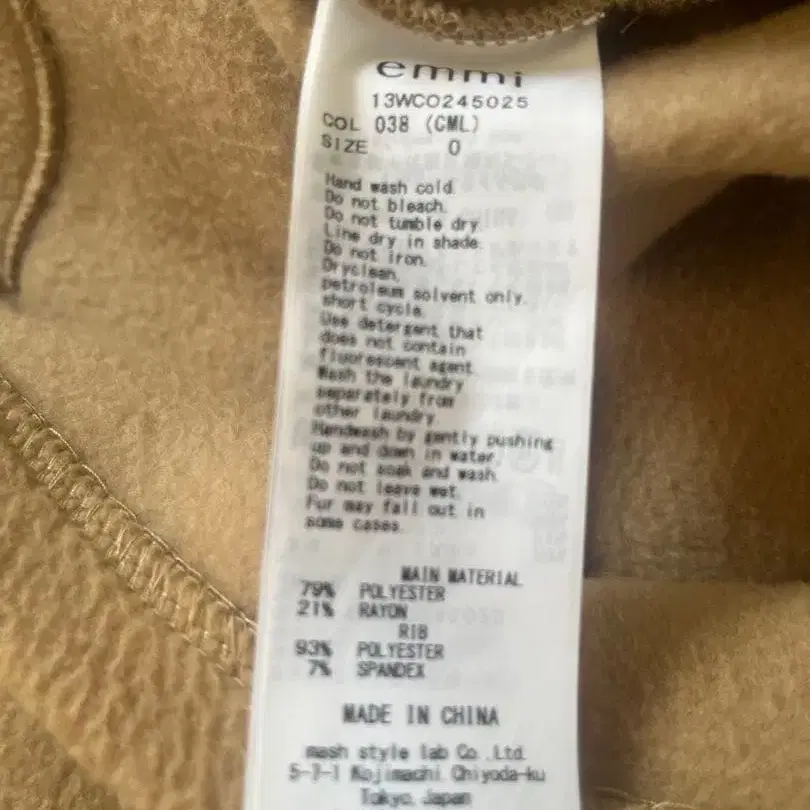 emmi
13WCO245025
COL 038 (CML)
SIZE 0
Hand wash cold.
Do not bleach.
Do not tumble dry.
Line dry in shade.
Do not iron.
Dryclean,
petroleum solvent only.
short cycle.
Use detergent that
does not contain
fluorescent agent.
Wash the laundry
separately from
other laundry.
Handwash by gently pushing
up and down in water.
Do not soak and wash.
Do not leave wet.
Fur may fall out in
some cases.
MAIN MATERIAL
79% POLYESTER
21% RAYON
RIB
93% POLYESTER
7% SPANDEX
MADE IN CHINA
mash style lab Co.,Ltd.
5-7-1 Kojimachi Chiyoda-ku
Tokyo, Japan